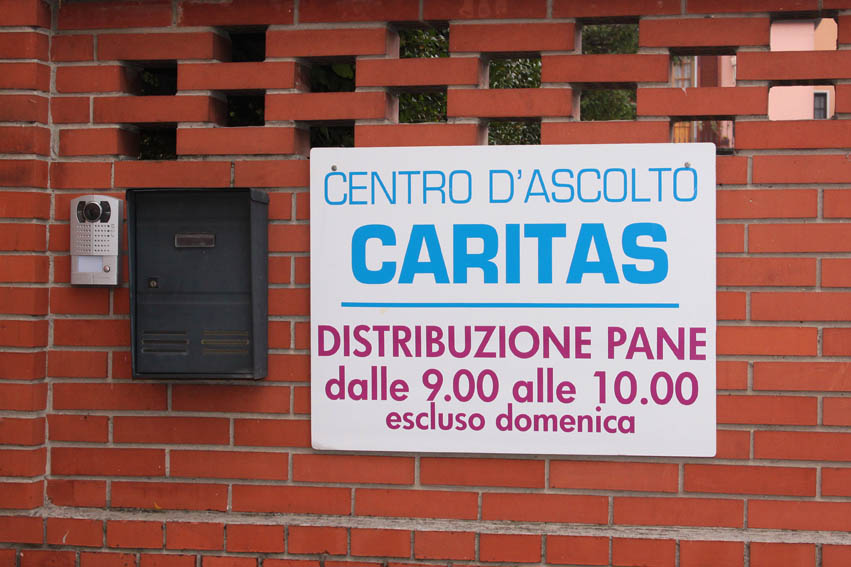 CENTRO D'ASCOLTO
CARITAS
DISTRIBUZIONE PANE
dalle 9.00 alle 10.00
escluso domenica